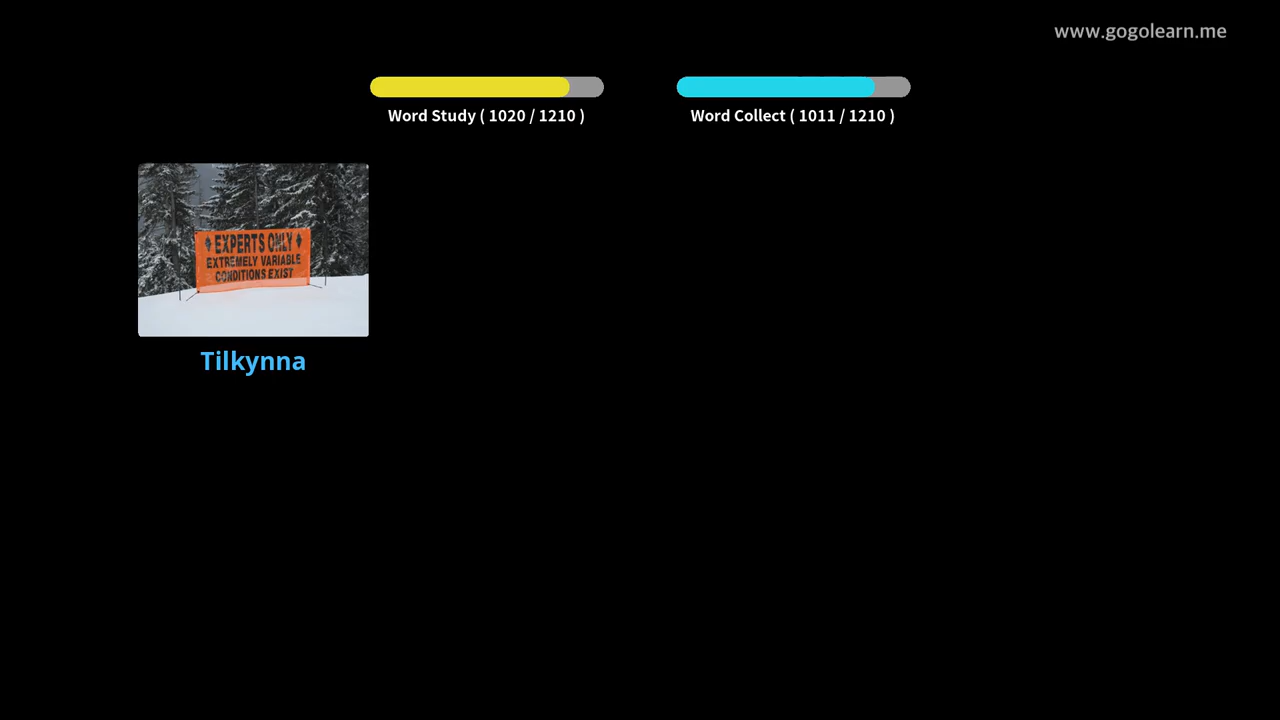 www.gogolearn.me
Word Study ( 1020 / 1210 )
Word Collect ( 1011 / 1210 )
EXPERTS ONLY
EXTREMELY VARIABLE
CONDITIONS EXIST
Tilkynna